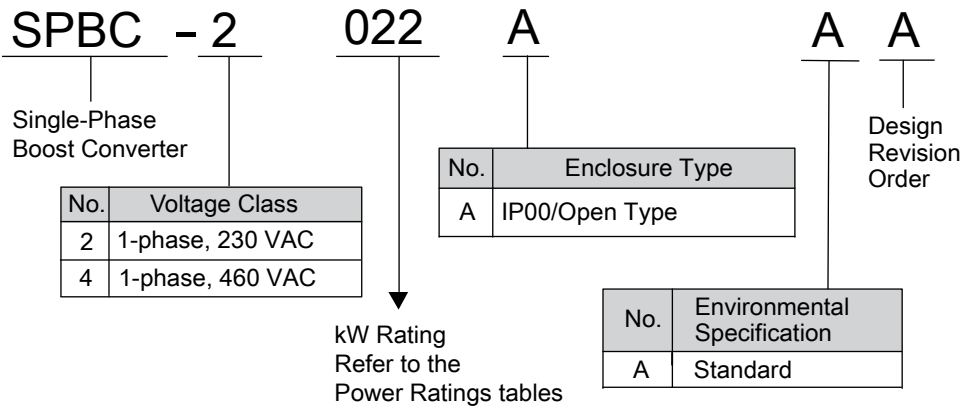 SPBC - 2 022 A A A
Single-Phase
Boost Converter
Design
Revision
Order
No. Enclosure Type
A IP00/Open Type
No. Voltage Class
2 1-phase, 230 VAC
4 1-phase, 460 VAC
kW Rating
Refer to the
Power Ratings tables
No. Environmental
Specification
A Standard